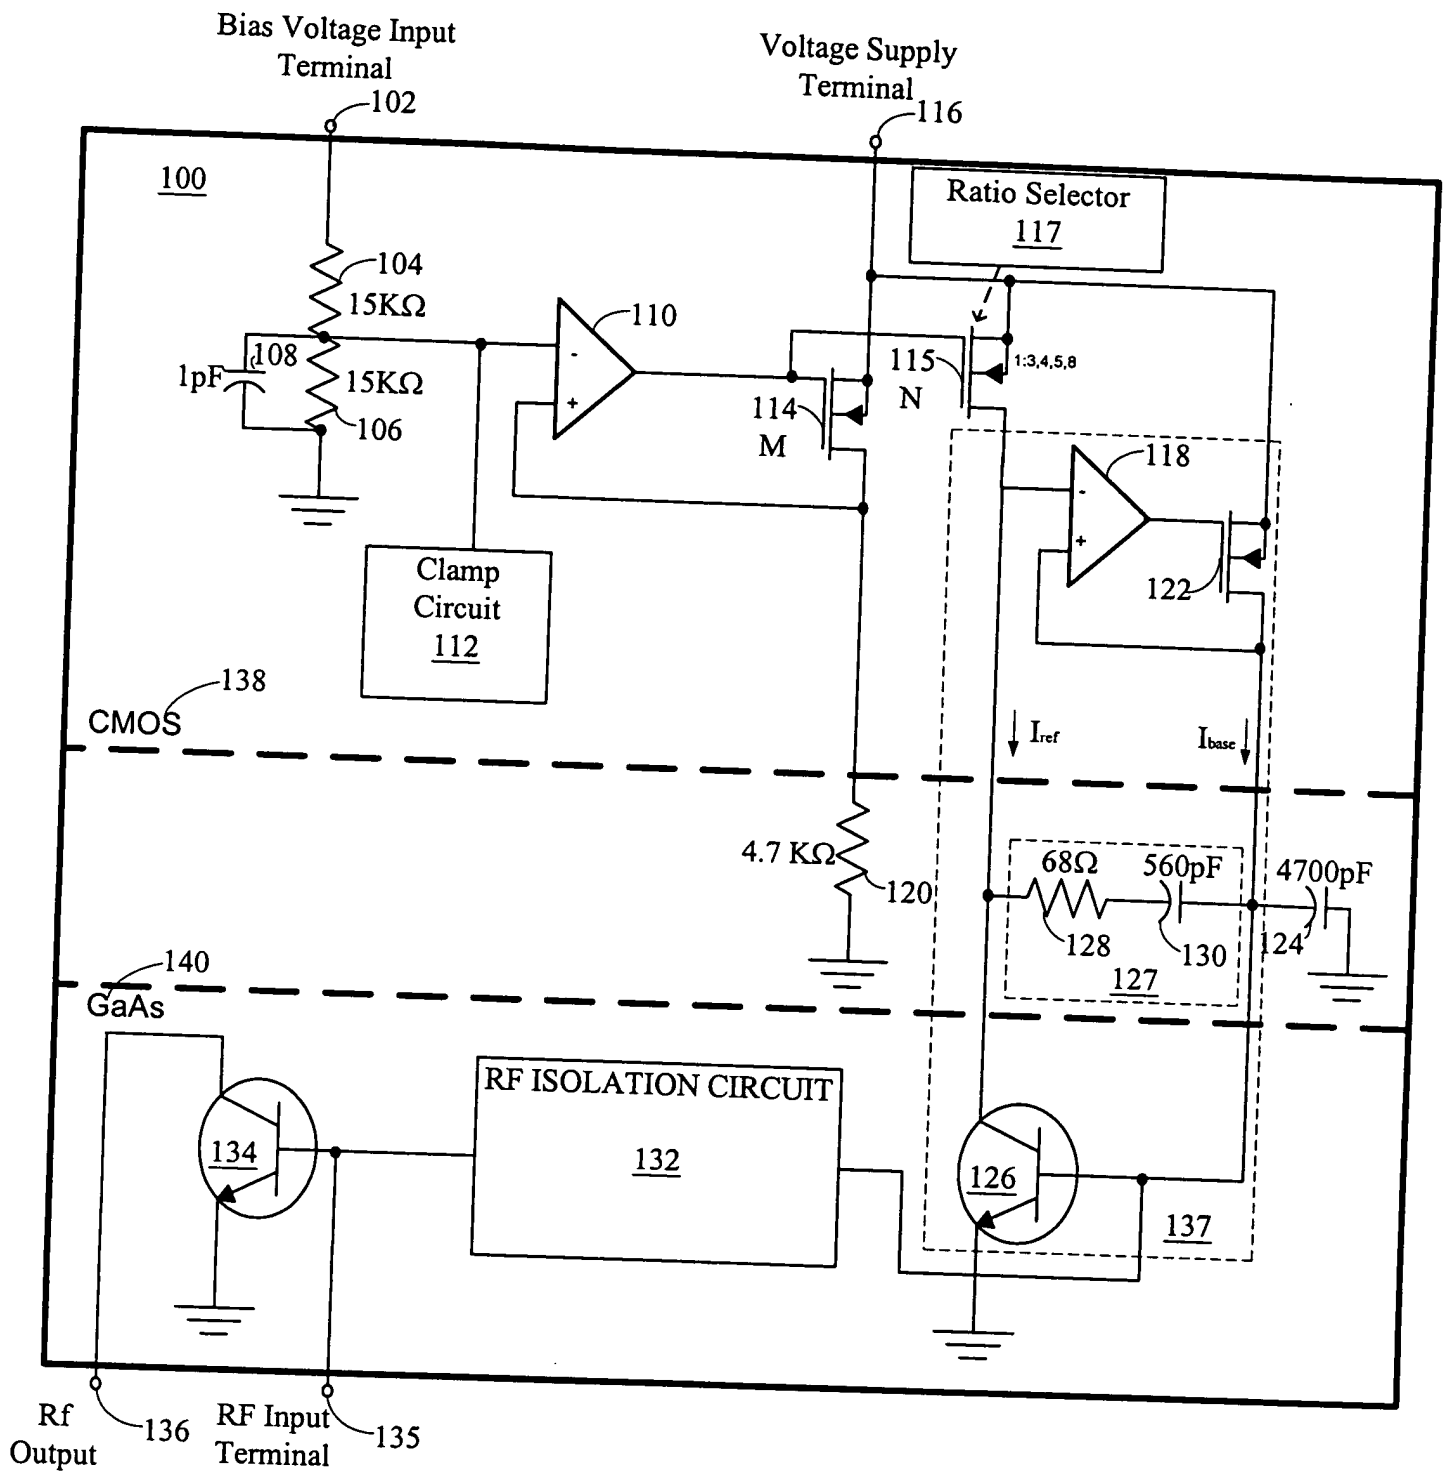 Bias Voltage Input
Terminal
102
Voltage Supply
Terminal
116
100
Ratio Selector
117
104
15KΩ
108
1pF
15KΩ
106
110
-
+
114
M
115
N
1:3,4,5,8
118
-
+
122
Clamp
Circuit
112
138
CMOS
Iref
Ibase
4.7 KΩ
120
68Ω
560pF
4700pF
128
130
124
127
140
GaAs
RF ISOLATION CIRCUIT
132
134
126
137
Rf
Output
136
RF Input
Terminal
135